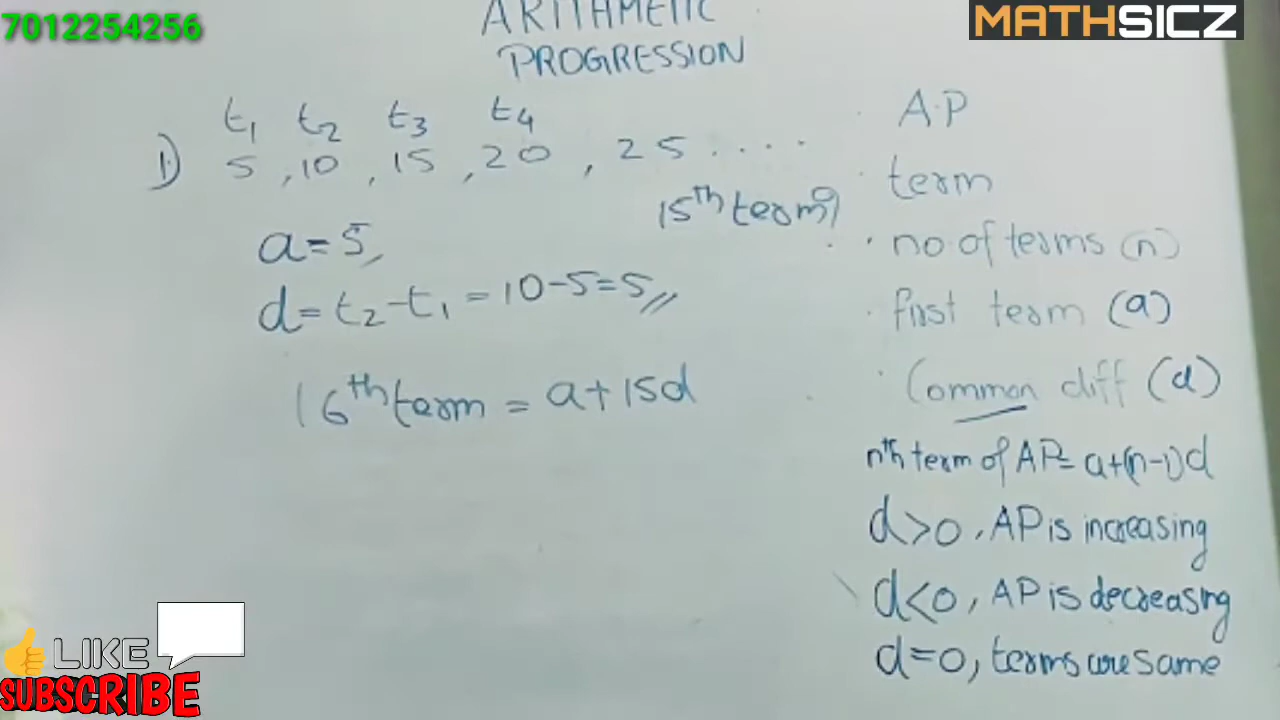 7012254256
MATHSICZ
ARITHMETIC
PROGRESSION
t1 t2 t3 t4
1) 5, 10, 15, 20, 25 ....
15th term?
a = 5,
d = t2 - t1 = 10 - 5 = 5 //
16th term = a + 15d
A.P
· term
· no of terms (n)
· first term (a)
· Common diff (d)
nth term of AP = a+(n-1)d
d>0, AP is increasing
d<0, AP is decreasing
d=0, terms are same
LIKE
SUBSCRIBE